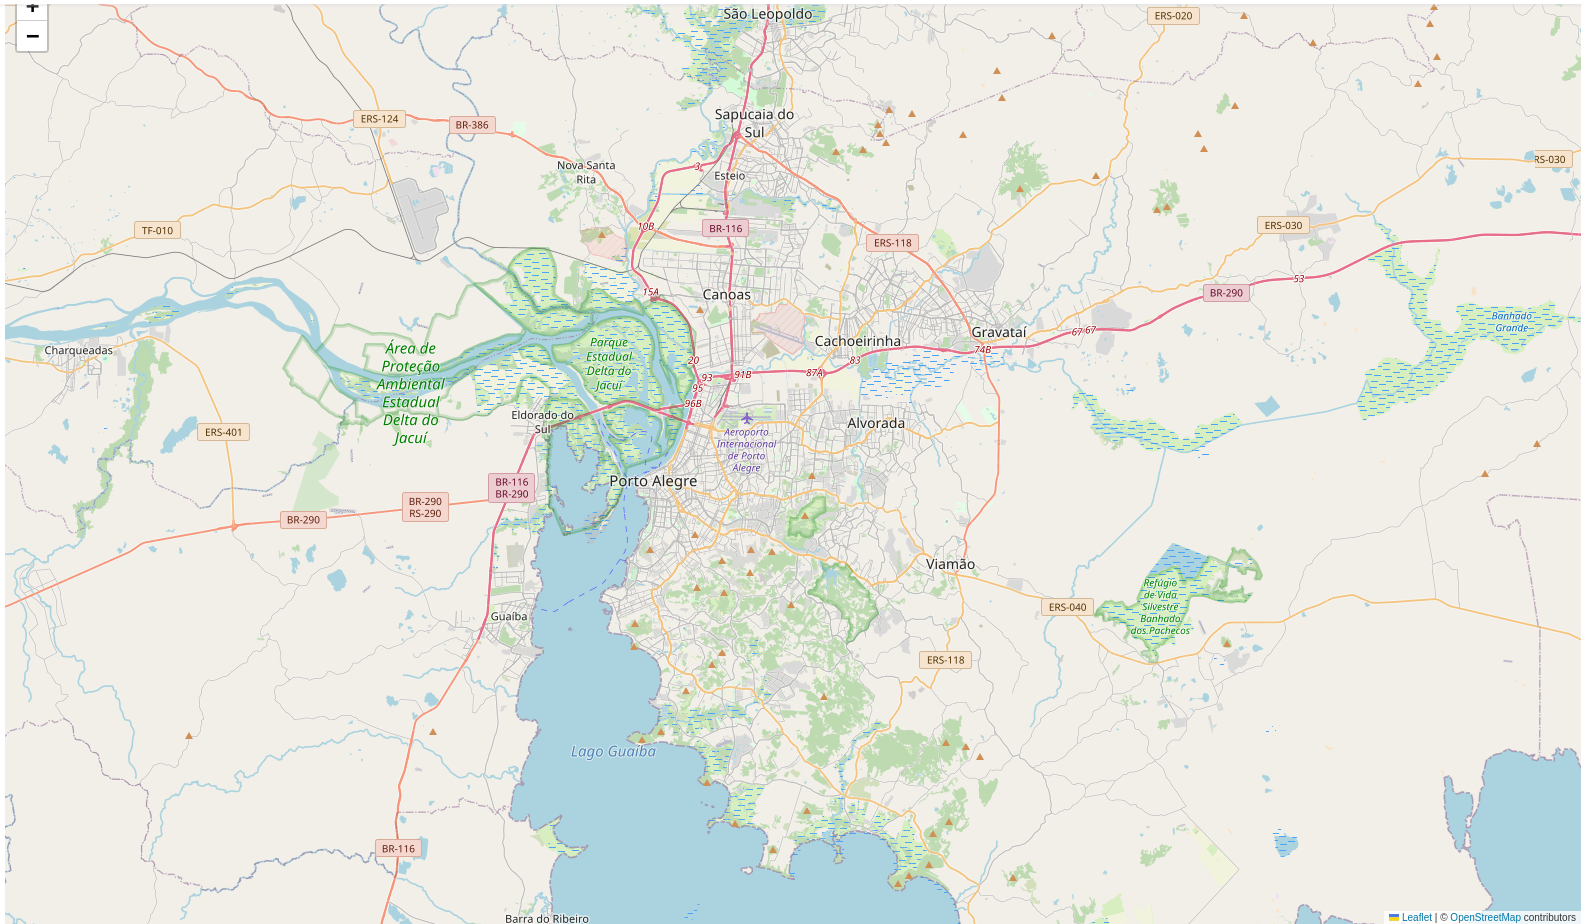 +
−
São Leopoldo
ERS-020
ERS-124
BR-386
Sapucaia do
Sul
Nova Santa
Rita
3
Esteio
RS-030
TF-010
10B
BR-116
ERS-118
ERS-030
53
15A
Canoas
BR-290
Banhado
Grande
Charqueadas
Área de
Proteção
Ambiental
Estadual
Delta do
Jacuí
Parque
Estadual
Delta do
Jacuí
20
Cachoeirinha
Gravataí
67
67
74B
83
93
91B
87A
95
96B
Eldorado do
Sul
ERS-401
Aeroporto
Internacional
de Porto
Alegre
Alvorada
Porto Alegre
BR-116
BR-290
BR-290
RS-290
BR-290
Viamão
Refúgio
de Vida
Silvestre
Banhado
dos Pachecos
ERS-040
Guaíba
ERS-118
Lago Guaíba
BR-116
Barra do Ribeiro
Leaflet | © OpenStreetMap contributors